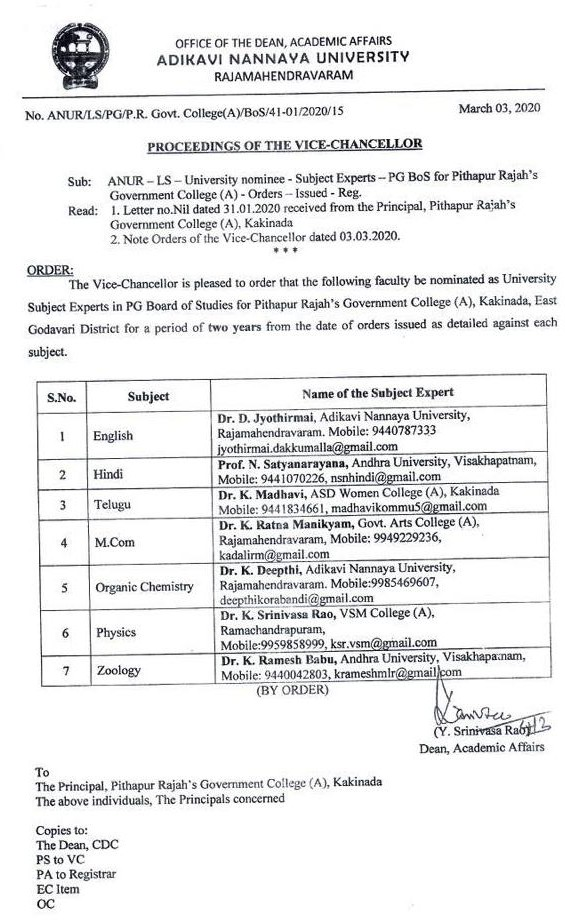 OFFICE OF THE DEAN, ACADEMIC AFFAIRS
ADIKAVI NANNAYA UNIVERSITY
RAJAMAHENDRAVARAM
No. ANUR/LS/PG/P.R. Govt. College(A)/BoS/41-01/2020/15
March 03, 2020
PROCEEDINGS OF THE VICE-CHANCELLOR
Sub: ANUR – LS – University nominee - Subject Experts – PG BoS for Pithapur Rajah's
Government College (A) - Orders – Issued - Reg.
Read: 1. Letter no.Nil dated 31.01.2020 received from the Principal, Pithapur Rajah's
Government College (A), Kakinada
2. Note Orders of the Vice-Chancellor dated 03.03.2020.
* * *
ORDER:
The Vice-Chancellor is pleased to order that the following faculty be nominated as University
Subject Experts in PG Board of Studies for Pithapur Rajah's Government College (A), Kakinada, East
Godavari District for a period of two years from the date of orders issued as detailed against each
subject.
S.No. Subject Name of the Subject Expert
1 English Dr. D. Jyothirmai, Adikavi Nannaya University,
Rajamahendravaram. Mobile: 9440787333
jyothirmai.dakkumalla@gmail.com
2 Hindi Prof. N. Satyanarayana, Andhra University, Visakhapatnam,
Mobile: 9441070226, nsnhindi@gmail.com
3 Telugu Dr. K. Madhavi, ASD Women College (A), Kakinada
Mobile: 9441834661, madhavikommu5@gmail.com
4 M.Com Dr. K. Ratna Manikyam, Govt. Arts College (A),
Rajamahendravaram, Mobile: 9949229236,
kadalirm@gmail.com
5 Organic Chemistry Dr. K. Deepthi, Adikavi Nannaya University,
Rajamahendravaram. Mobile:9985469607,
deepthikorabandi@gmail.com
6 Physics Dr. K. Srinivasa Rao, VSM College (A),
Ramachandrapuram,
Mobile:9959858999, ksr.vsm@gmail.com
7 Zoology Dr. K. Ramesh Babu, Andhra University, Visakhapatnam,
Mobile: 9440042803, krameshmlr@gmail.com
(BY ORDER)
(Y. Srinivasa Rao)
Dean, Academic Affairs
To
The Principal, Pithapur Rajah's Government College (A), Kakinada
The above individuals, The Principals concerned
Copies to:
The Dean, CDC
PS to VC
PA to Registrar
EC Item
OC